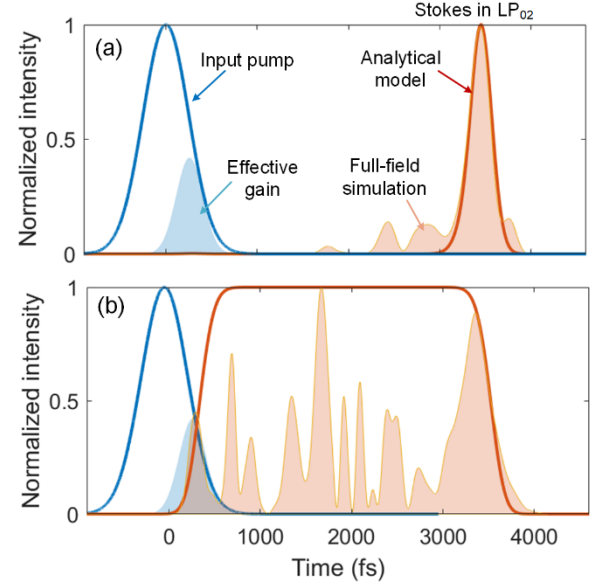 Stokes in LP02
1
(a)
Input pump
Analytical
model
Normalized intensity
0.5
Effective
gain
Full-field
simulation
0
1
(b)
Normalized intensity
0.5
0
0
1000
2000
3000
4000
Time (fs)